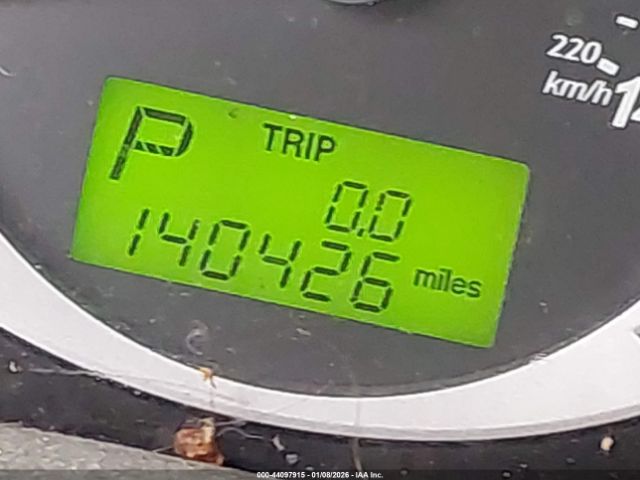 220
km/h
P TRIP
0.0
140426 miles
000-44097915 - 01/08/2026 - IAA Inc.